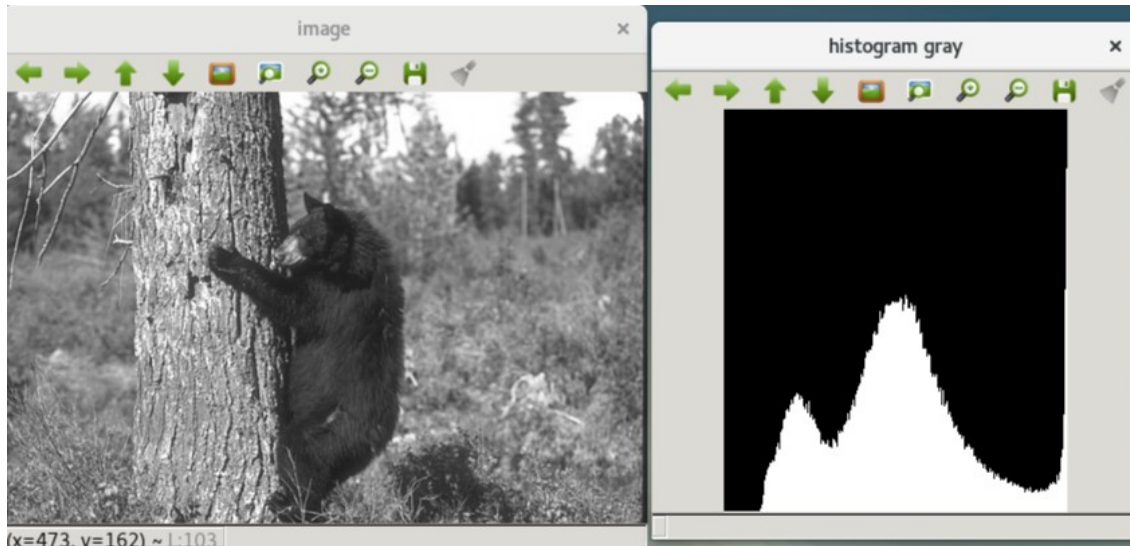 image
histogram gray
(x=473, y=162) ~ L:103